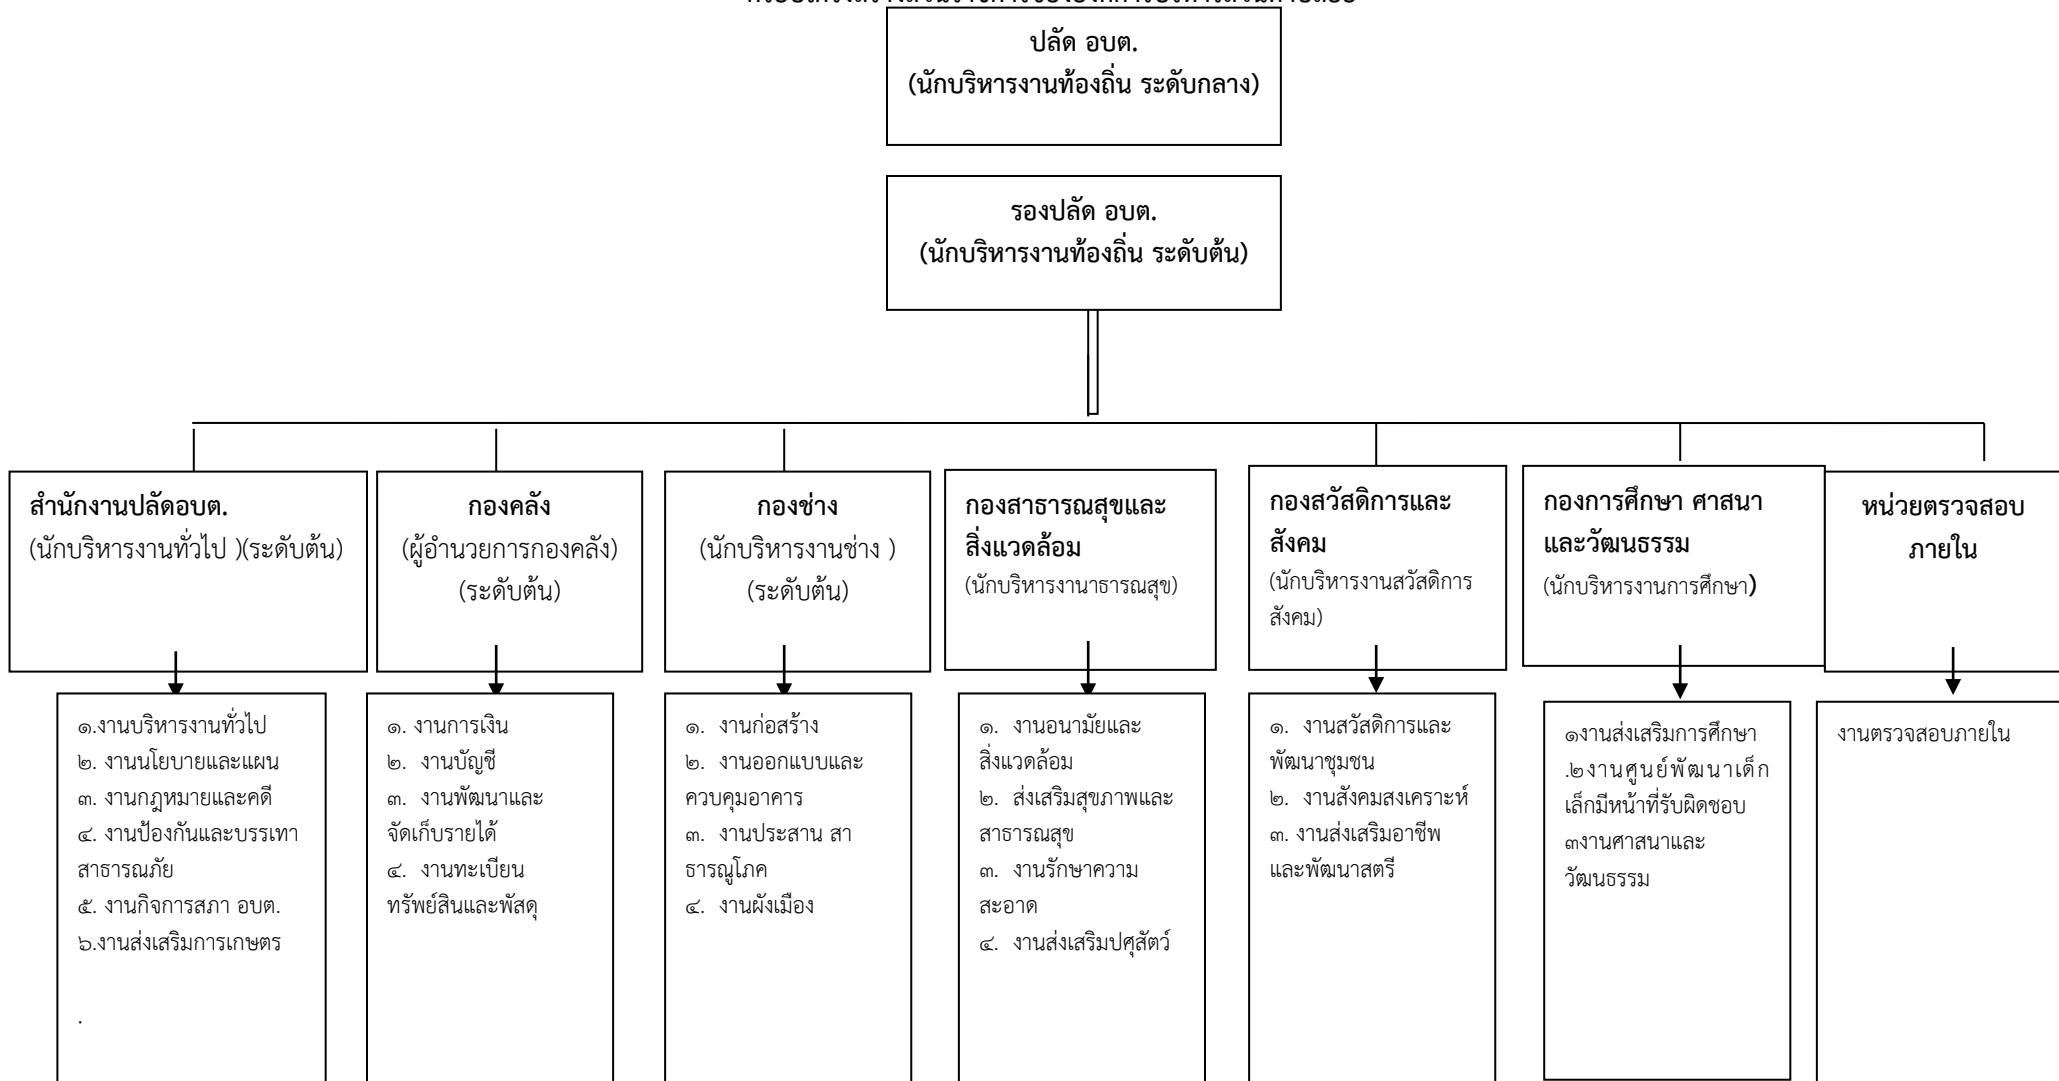 ปลัด อบต.
(นักบริหารงานท้องถิ่น ระดับกลาง)
รองปลัด อบต.
(นักบริหารงานท้องถิ่น ระดับต้น)
สำนักงานปลัดอบต.
(นักบริหารงานทั่วไป )(ระดับต้น)
กองคลัง
(ผู้อำนวยการกองคลัง)
(ระดับต้น)
กองช่าง
(นักบริหารงานช่าง )
(ระดับต้น)
กองสาธารณสุขและ
สิ่งแวดล้อม
(นักบริหารงานาธารณสุข)
กองสวัสดิการและ
สังคม
(นักบริหารงานสวัสดิการ
สังคม)
กองการศึกษา ศาสนา
และวัฒนธรรม
(นักบริหารงานการศึกษา)
หน่วยตรวจสอบ
ภายใน
๑.งานบริหารงานทั่วไป
๒. งานนโยบายและแผน
๓. งานกฎหมายและคดี
๔. งานป้องกันและบรรเทา
สาธารณภัย
๕. งานกิจการสภา อบต.
๖.งานส่งเสริมการเกษตร
.
๑. งานการเงิน
๒. งานบัญชี
๓. งานพัฒนาและ
จัดเก็บรายได้
๔. งานทะเบียน
ทรัพย์สินและพัสดุ
๑. งานก่อสร้าง
๒. งานออกแบบและ
ควบคุมอาคาร
๓. งานประสาน สา
ธารณูโภค
๔. งานผังเมือง
๑. งานอนามัยและ
สิ่งแวดล้อม
๒. ส่งเสริมสุขภาพและ
สาธารณสุข
๓. งานรักษาความ
สะอาด
๔. งานส่งเสริมปศุสัตว์
๑. งานสวัสดิการและ
พัฒนาชุมชน
๒. งานสังคมสงเคราะห์
๓. งานส่งเสริมอาชีพ
และพัฒนาสตรี
๑งานส่งเสริมการศึกษา
.๒งานศูนย์พัฒนาเด็ก
เล็กมีหน้าที่รับผิดชอบ
๓งานศาสนาและ
วัฒนธรรม
งานตรวจสอบภายใน